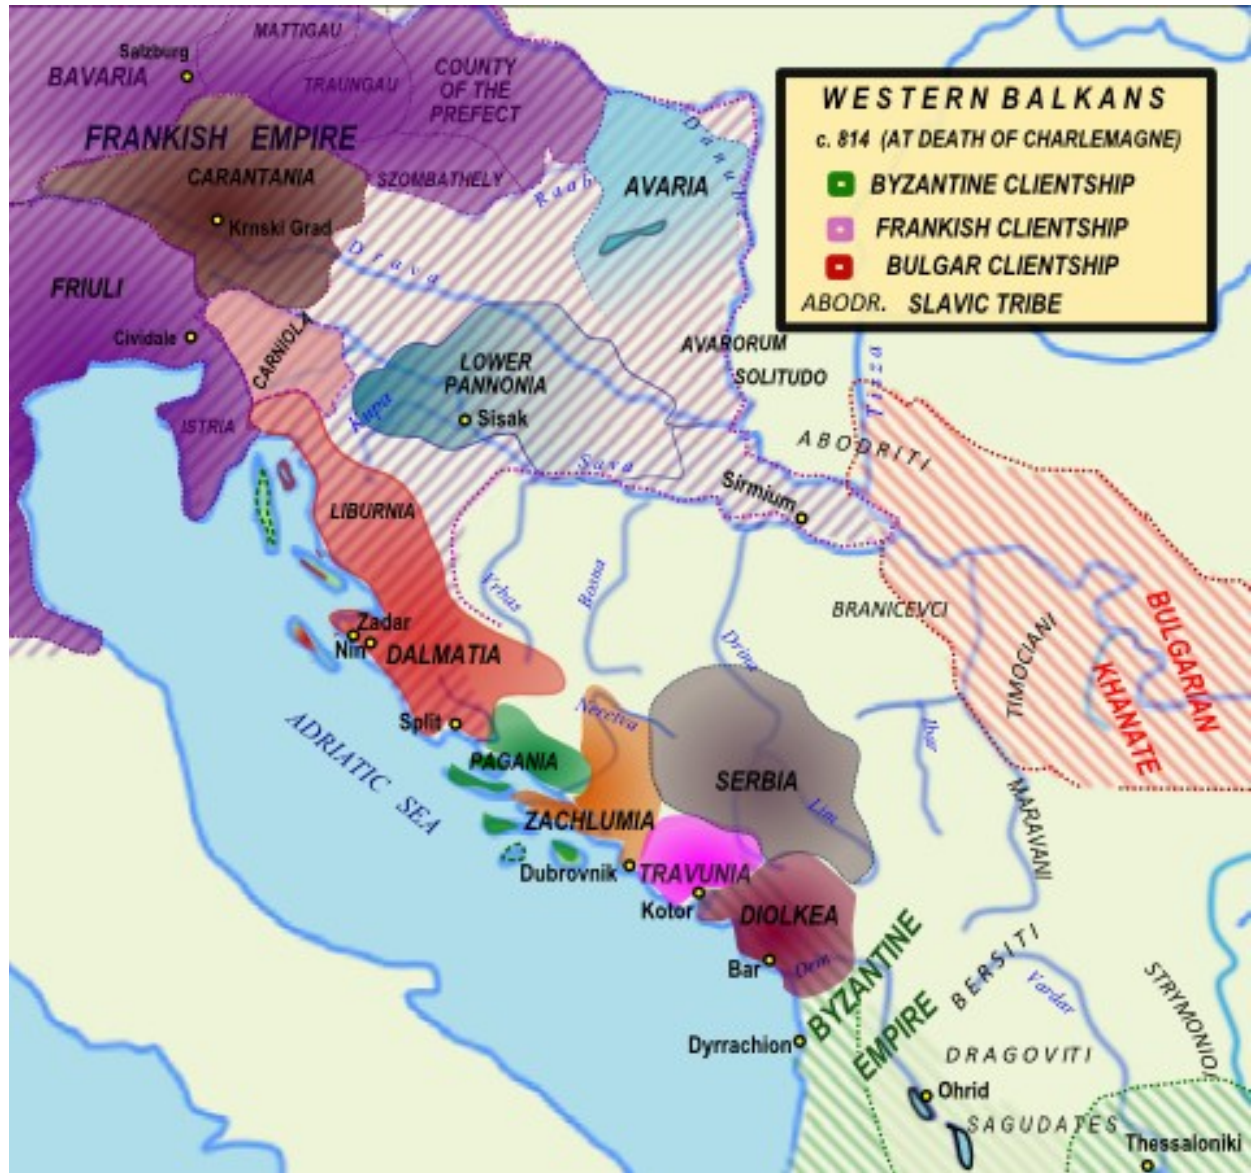 MATTIGAU
Salzburg
BAVARIA
TRAUNGAU
COUNTY
OF THE
PREFECT
FRANKISH EMPIRE
CARANTANIA
SZOMBATHELY
Raab
Danube
AVARIA
Krnski Grad
Drava
FRIULI
Cividale
CARNIOLA
ISTRIA
LOWER
PANNONIA
Kupa
Sisak
Sava
AVARORUM
SOLITUDO
Tizza
ABODRITI
Sirmium
WESTERN BALKANS
c. 814 (AT DEATH OF CHARLEMAGNE)
BYZANTINE CLIENTSHIP
FRANKISH CLIENTSHIP
BULGAR CLIENTSHIP
ABODR. SLAVIC TRIBE
LIBURNIA
Vrbas
Bosna
Drina
BRANICEVCI
TIMOCIANI
BULGARIAN
KHANATE
Zadar
Nin
DALMATIA
Split
ADRIATIC SEA
PAGANIA
Neretva
ZACHLUMIA
SERBIA
Lim
Ibar
MARAVANI
Dubrovnik
TRAVUNIA
Kotor
DIOLKEA
Bar
Drin
BYZANTINE
EMPIRE
BERSITI
Vardar
STRYMONIOI
Dyrrachion
DRAGOVITI
Ohrid
SAGUDATES
Thessaloniki